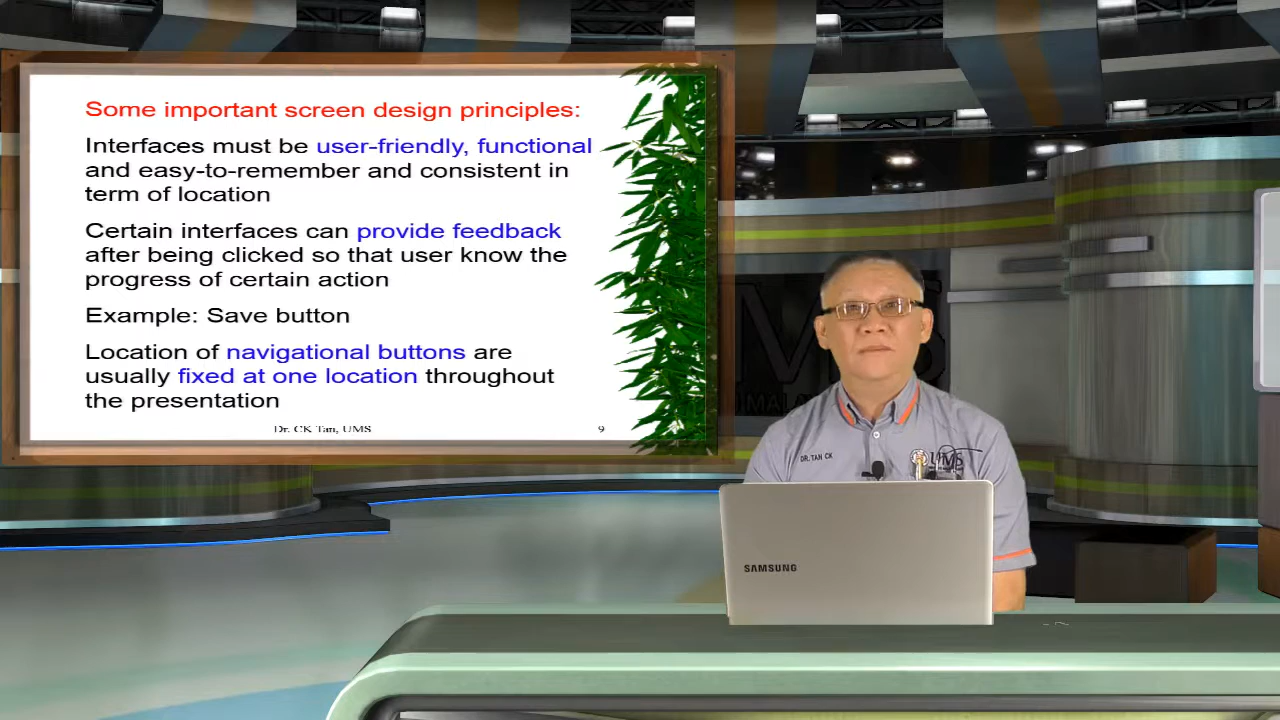 Some important screen design principles:
Interfaces must be user-friendly, functional
and easy-to-remember and consistent in
term of location
Certain interfaces can provide feedback
after being clicked so that user know the
progress of certain action
Example: Save button
Location of navigational buttons are
usually fixed at one location throughout
the presentation
Dr. CK Tan, UMS
9
UMS
DR.TAN CK
UMS
SAMSUNG